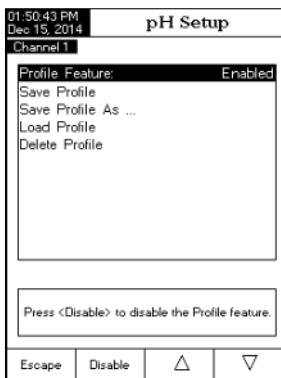 01:50:43 PM
Dec 15, 2014
pH Setup
Channel 1
Profile Feature: Enabled
Save Profile
Save Profile As ...
Load Profile
Delete Profile
Press <Disable> to disable the Profile feature.
Escape Disable